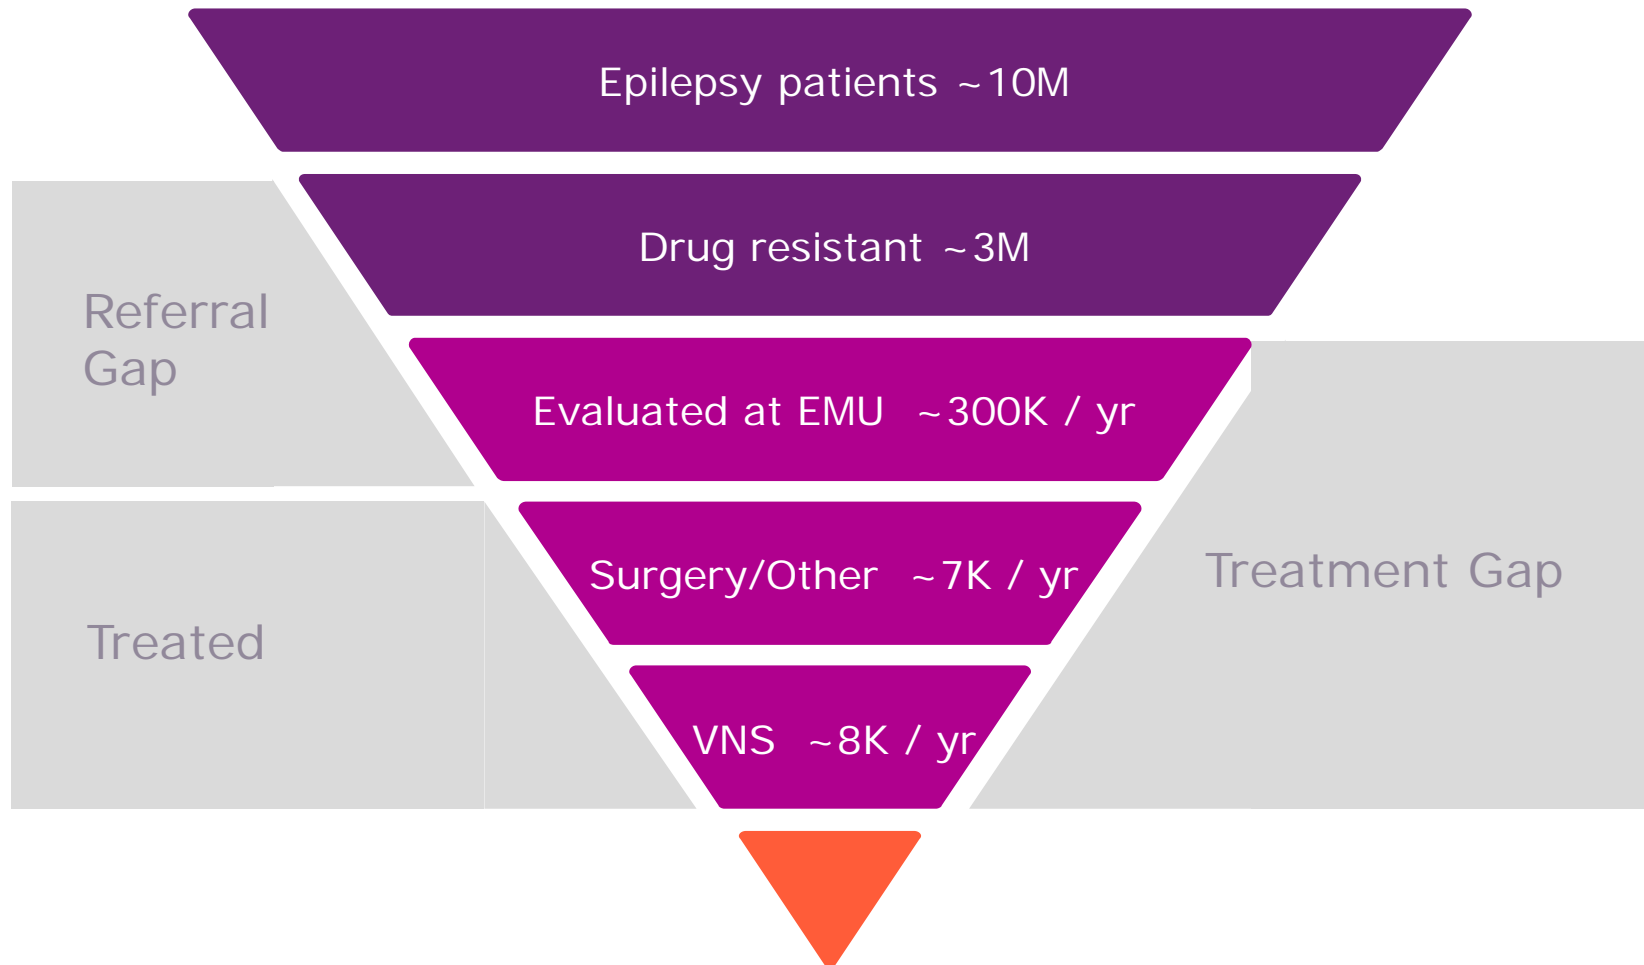 Epilepsy patients ~10M
Drug resistant ~3M
Referral
Gap
Evaluated at EMU ~300K / yr
Surgery/Other ~7K / yr
Treatment Gap
Treated
VNS ~8K / yr